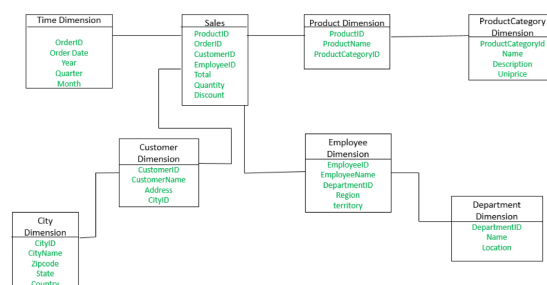 Time Dimension
OrderID
Order Date
Year
Quarter
Month
Sales
ProductID
OrderID
CustomerID
EmployeeID
Total
Quantity
Discount
Product Dimension
ProductID
ProductName
ProductCategoryID
ProductCategory
Dimension
ProductCategoryId
Name
Description
Uniprice
Customer
Dimension
CustomerID
CustomerName
Address
CityID
Employee
Dimension
EmployeeID
EmployeeName
DepartmentID
Region
territory
City
Dimension
CityID
CityName
Zipcode
State
Country
Department
Dimension
DepartmentID
Name
Location